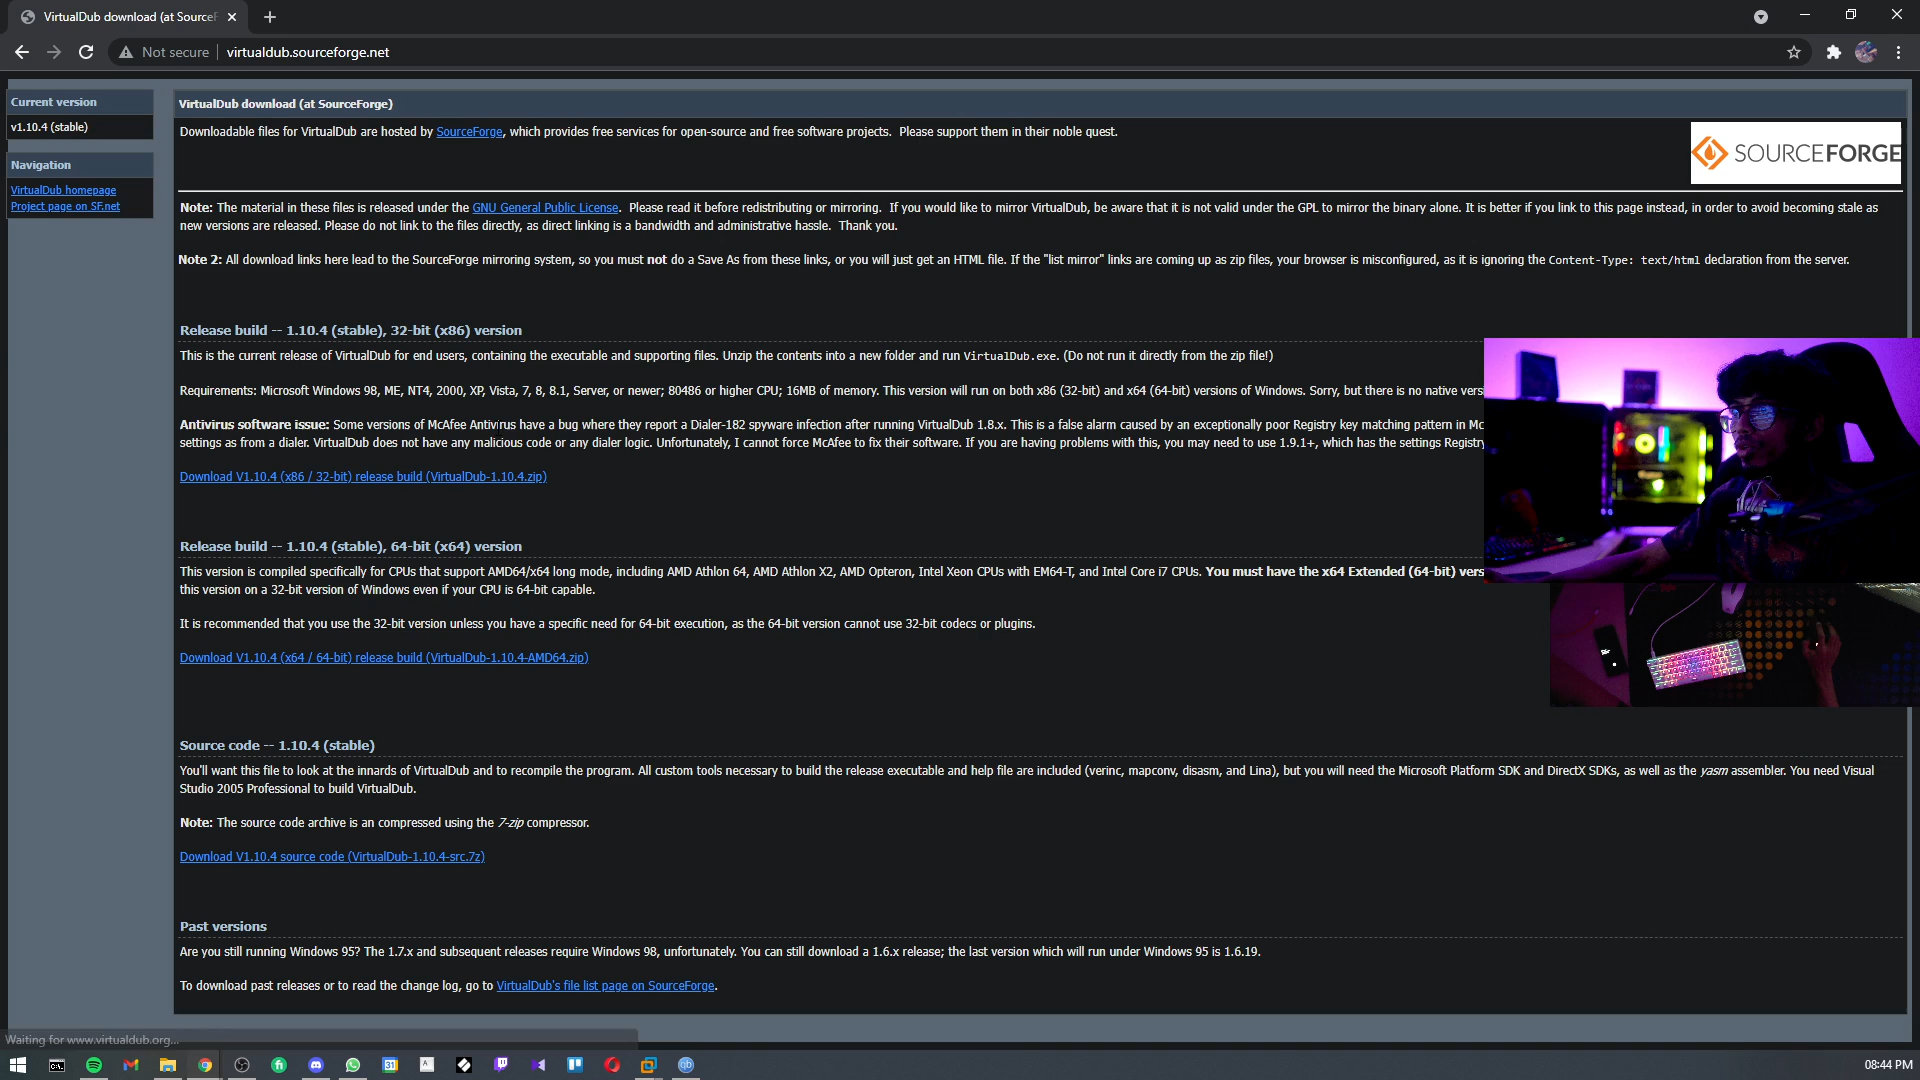 VirtualDub download (at SourceF
Not secure
virtualdub.sourceforge.net
Current version
v1.10.4 (stable)
Navigation
VirtualDub homepage
Project page on SF.net
VirtualDub download (at SourceForge)
Downloadable files for VirtualDub are hosted by SourceForge, which provides free services for open-source and free software projects. Please support them in their noble quest.
SOURCEFORGE
Note: The material in these files is released under the GNU General Public License. Please read it before redistributing or mirroring. If you would like to mirror VirtualDub, be aware that it is not valid under the GPL to mirror the binary alone. It is better if you link to this page instead, in order to avoid becoming stale as
new versions are released. Please do not link to the files directly, as direct linking is a bandwidth and administrative hassle. Thank you.
Note 2: All download links here lead to the SourceForge mirroring system, so you must not do a Save As from these links, or you will just get an HTML file. If the "list mirror" links are coming up as zip files, your browser is misconfigured, as it is ignoring the Content-Type: text/html declaration from the server.
Release build -- 1.10.4 (stable), 32-bit (x86) version
This is the current release of VirtualDub for end users, containing the executable and supporting files. Unzip the contents into a new folder and run VirtualDub.exe. (Do not run it directly from the zip file!)
Requirements: Microsoft Windows 98, ME, NT4, 2000, XP, Vista, 7, 8, 8.1, Server, or newer; 80486 or higher CPU; 16MB of memory. This version will run on both x86 (32-bit) and x64 (64-bit) versions of Windows. Sorry, but there is no native vers
Antivirus software issue: Some versions of McAfee Antivirus have a bug where they report a Dialer-182 spyware infection after running VirtualDub 1.8.x. This is a false alarm caused by an exceptionally poor Registry key matching pattern in Mc
settings as from a dialer. VirtualDub does not have any malicious code or any dialer logic. Unfortunately, I cannot force McAfee to fix their software. If you are having problems with this, you may need to use 1.9.1+, which has the settings Registry
Download V1.10.4 (x86 / 32-bit) release build (VirtualDub-1.10.4.zip)
Release build -- 1.10.4 (stable), 64-bit (x64) version
This version is compiled specifically for CPUs that support AMD64/x64 long mode, including AMD Athlon 64, AMD Athlon X2, AMD Opteron, Intel Xeon CPUs with EM64-T, and Intel Core i7 CPUs. You must have the x64 Extended (64-bit) vers
this version on a 32-bit version of Windows even if your CPU is 64-bit capable.
It is recommended that you use the 32-bit version unless you have a specific need for 64-bit execution, as the 64-bit version cannot use 32-bit codecs or plugins.
Download V1.10.4 (x64 / 64-bit) release build (VirtualDub-1.10.4-AMD64.zip)
Source code -- 1.10.4 (stable)
You'll want this file to look at the innards of VirtualDub and to recompile the program. All custom tools necessary to build the release executable and help file are included (verinc, mapconv, disasm, and Lina), but you will need the Microsoft Platform SDK and DirectX SDKs, as well as the yasm assembler. You need Visual
Studio 2005 Professional to build VirtualDub.
Note: The source code archive is an compressed using the 7-zip compressor.
Download V1.10.4 source code (VirtualDub-1.10.4-src.7z)
Past versions
Are you still running Windows 95? The 1.7.x and subsequent releases require Windows 98, unfortunately. You can still download a 1.6.x release; the last version which will run under Windows 95 is 1.6.19.
To download past releases or to read the change log, go to VirtualDub's file list page on SourceForge.
Waiting for www.virtualdub.org...
31
qb
08:44 PM